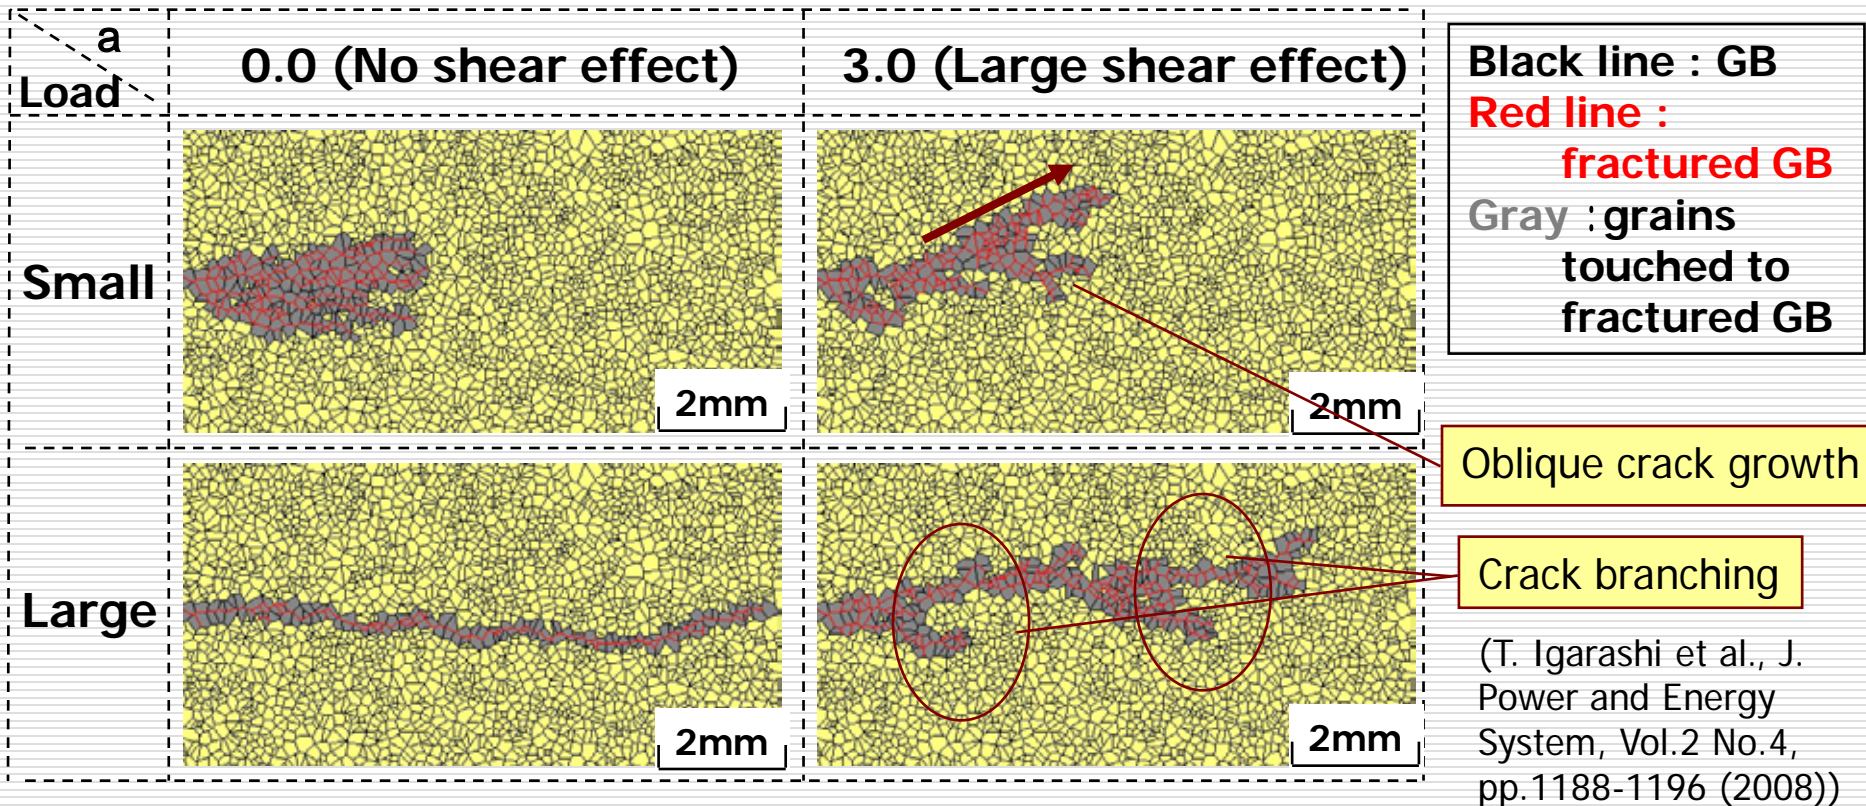 a
Load
0.0 (No shear effect)
3.0 (Large shear effect)
Black line : GB
Red line :
fractured GB
Gray : grains
touched to
fractured GB
Small
2mm
2mm
Oblique crack growth
Large
2mm
2mm
Crack branching
(T. Igarashi et al., J.
Power and Energy
System, Vol.2 No.4,
pp.1188-1196 (2008))